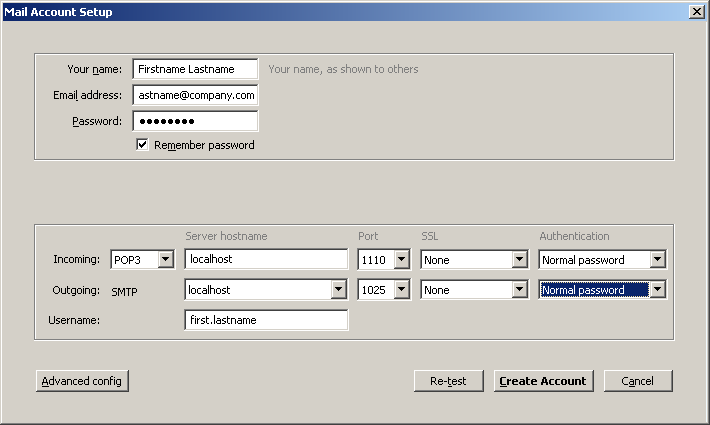 Mail Account Setup
Your name: Firstname Lastname Your name, as shown to others
Email address: astname@company.com
Password: ●●●●●●●●
Remember password
Server hostname Port SSL Authentication
Incoming: POP3 localhost 1110 None Normal password
Outgoing: SMTP localhost 1025 None Normal password
Username: first.lastname
Advanced config Re-test Create Account Cancel